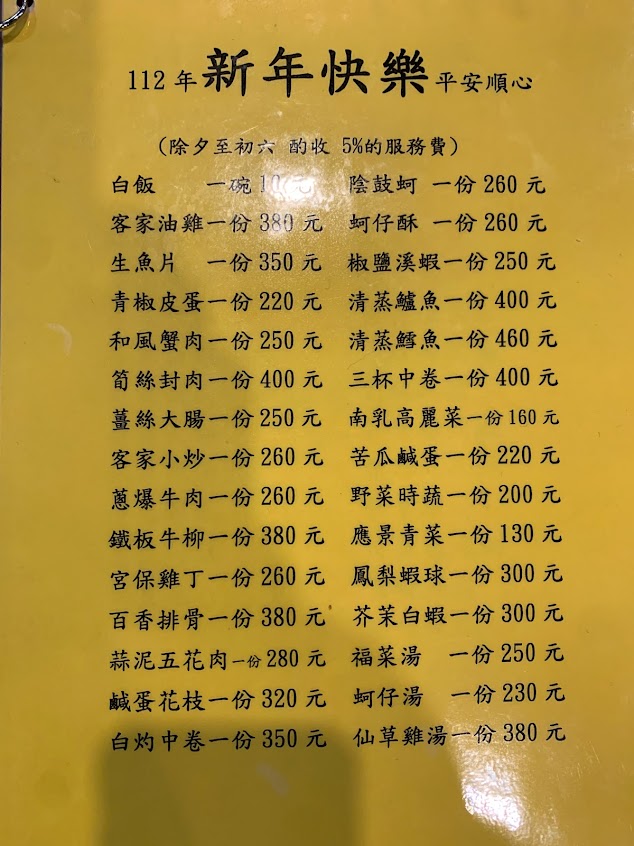 112 年 新年快樂 平安順心
(除夕至初六 酌收 5%的服務費)
白飯 一碗 10 元 陰鼓蚵 一份 260 元
客家油雞一份 380 元 蚵仔酥 一份 260 元
生魚片 一份 350 元 椒鹽溪蝦一份 250 元
青椒皮蛋一份 220 元 清蒸鱸魚一份 400 元
和風蟹肉一份 250 元 清蒸鱈魚一份 460 元
筍絲封肉一份 400 元 三杯中卷一份 400 元
薑絲大腸一份 250 元 南乳高麗菜一份 160 元
客家小炒一份 260 元 苦瓜鹹蛋一份 220 元
蔥爆牛肉一份 260 元 野菜時蔬一份 200 元
鐵板牛柳一份 380 元 應景青菜一份 130 元
宮保雞丁一份 260 元 鳳梨蝦球一份 300 元
百香排骨一份 380 元 芥茉白蝦一份 300 元
蒜泥五花肉一份 280 元 福菜湯 一份 250 元
鹹蛋花枝一份 320 元 蚵仔湯 一份 230 元
白灼中卷一份 350 元 仙草雞湯一份 380 元